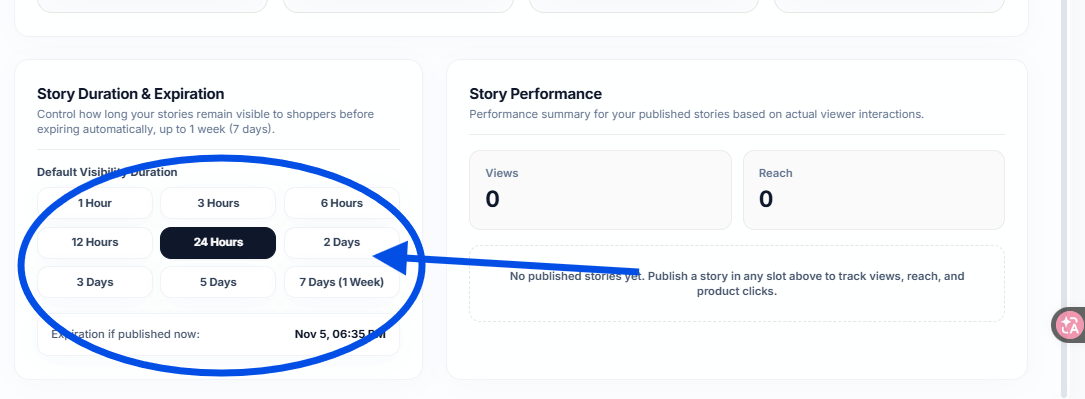 Story Duration & Expiration
Control how long your stories remain visible to shoppers before
expiring automatically, up to 1 week (7 days).
Default Visibility Duration
1 Hour
3 Hours
6 Hours
12 Hours
24 Hours
2 Days
3 Days
5 Days
7 Days (1 Week)
Expiration if published now:
Nov 5, 06:35 PM
Story Performance
Performance summary for your published stories based on actual viewer interactions.
Views
0
Reach
0
No published stories yet. Publish a story in any slot above to track views, reach, and
product clicks.